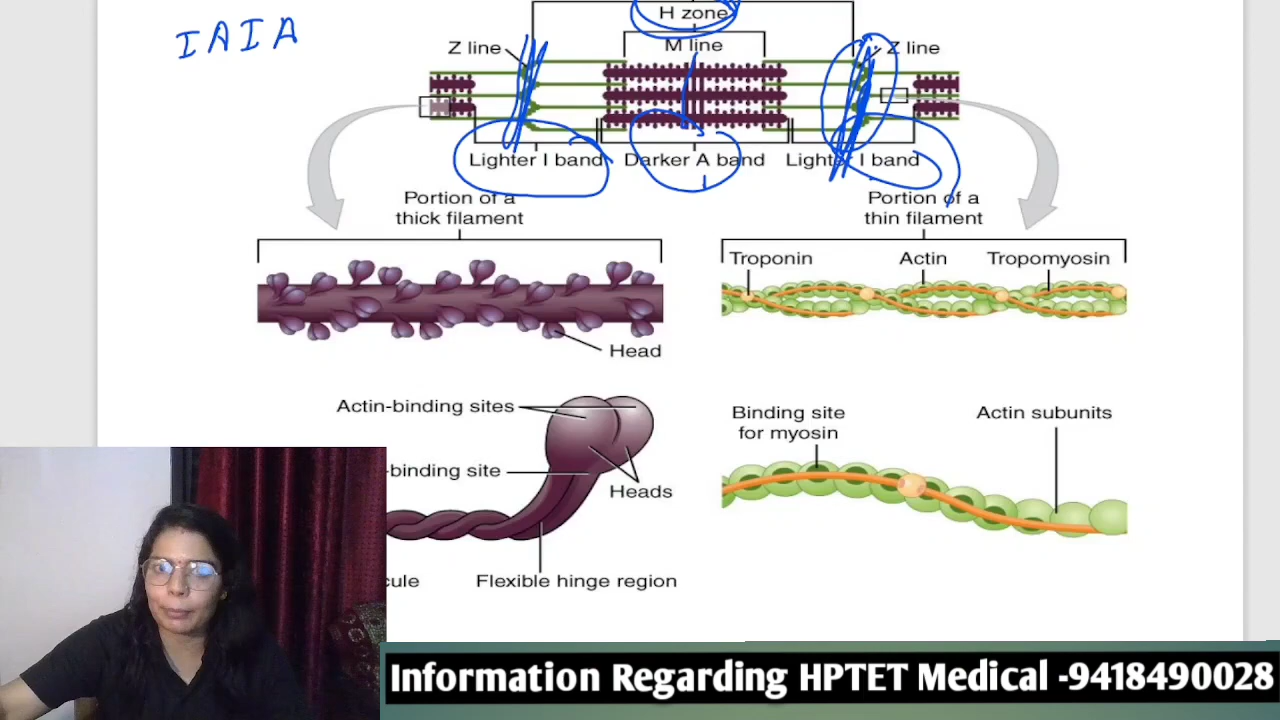 IAIA
H zone
M line
Z line
Z line
Lighter I band
Darker A band
Lighter I band
Portion of a
thick filament
Portion of a
thin filament
Troponin
Actin
Tropomyosin
Head
Actin-binding sites
-binding site
Heads
Flexible hinge region
cule
Binding site
for myosin
Actin subunits
Information Regarding HPTET Medical -9418490028